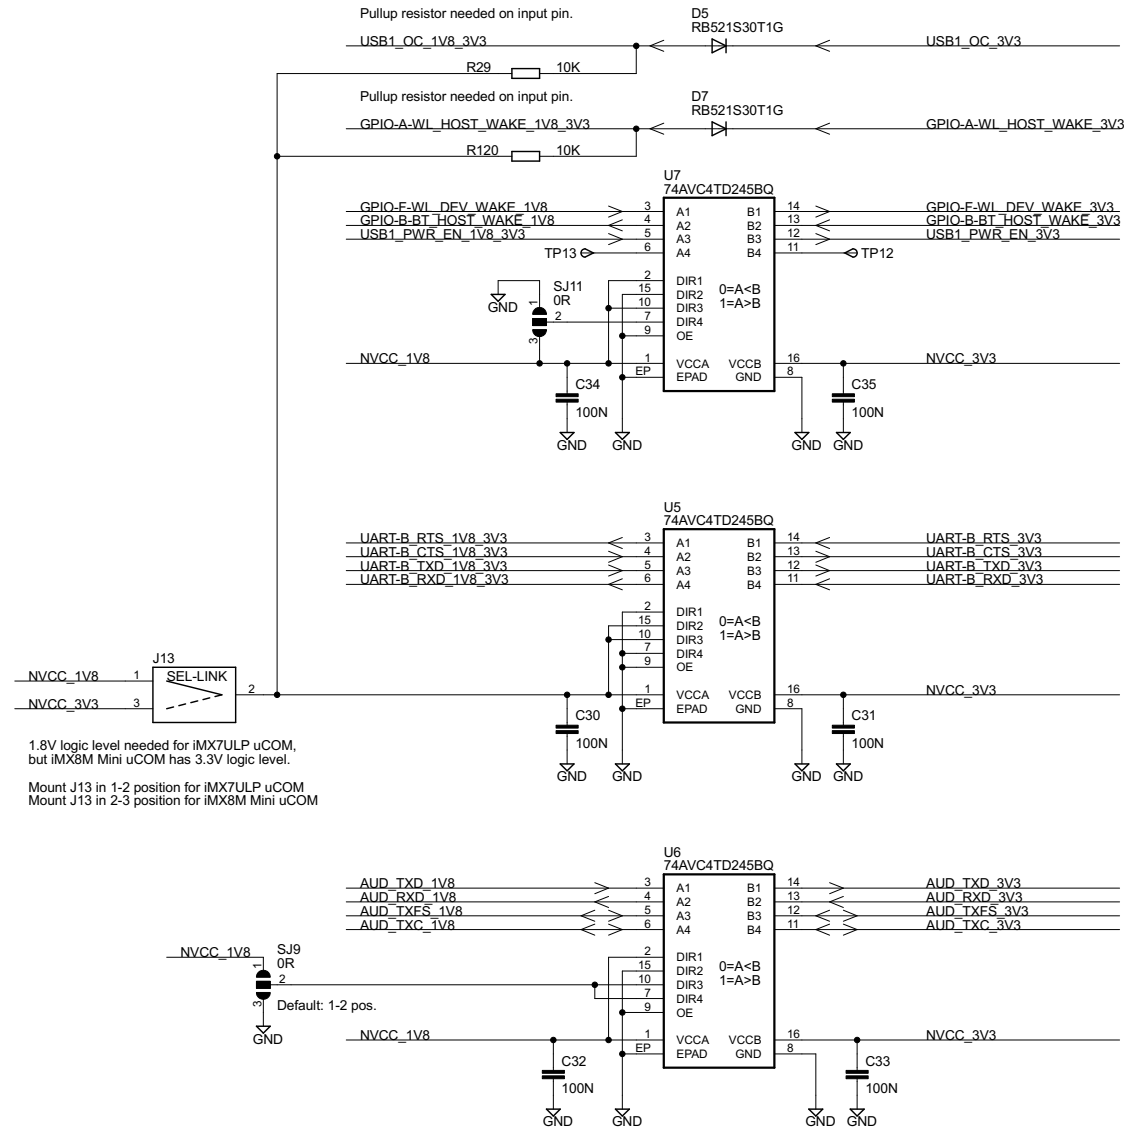 Pullup resistor needed on input pin.
D5
RB521S30T1G
USB1_OC_1V8_3V3
USB1_OC_3V3
R29
10K
Pullup resistor needed on input pin.
D7
RB521S30T1G
GPIO-A-WL_HOST_WAKE_1V8_3V3
GPIO-A-WL_HOST_WAKE_3V3
R120
10K
U7
74AVC4TD245BQ
GPIO-F-WL_DEV_WAKE_1V8 3 A1 B1 14 GPIO-F-WL_DEV_WAKE_3V3
GPIO-B-BT_HOST_WAKE_1V8 4 A2 B2 13 GPIO-B-BT_HOST_WAKE_3V3
USB1_PWR_EN_1V8_3V3 5 A3 B3 12 USB1_PWR_EN_3V3
TP13 6 A4 B4 11 TP12
2 DIR1
SJ11 15 DIR2 0=A<B
0R 10 DIR3 1=A>B
GND 1 2 3 7 DIR4
9 OE
NVCC_1V8 1 VCCA VCCB 16 NVCC_3V3
EP EPAD GND 8
C34 C35
100N 100N
GND GND GND GND
U5
74AVC4TD245BQ
UART-B_RTS_1V8_3V3 3 A1 B1 14 UART-B_RTS_3V3
UART-B_CTS_1V8_3V3 4 A2 B2 13 UART-B_CTS_3V3
UART-B_TXD_1V8_3V3 5 A3 B3 12 UART-B_TXD_3V3
UART-B_RXD_1V8_3V3 6 A4 B4 11 UART-B_RXD_3V3
2 DIR1
15 DIR2 0=A<B
10 DIR3 1=A>B
7 DIR4
9 OE
J13
NVCC_1V8 1 SEL-LINK 2
NVCC_3V3 3
1 VCCA VCCB 16 NVCC_3V3
EP EPAD GND 8
C30 C31
100N 100N
GND GND GND GND
1.8V logic level needed for iMX7ULP uCOM,
but iMX8M Mini uCOM has 3.3V logic level.
Mount J13 in 1-2 position for iMX7ULP uCOM
Mount J13 in 2-3 position for iMX8M Mini uCOM
U6
74AVC4TD245BQ
AUD_TXD_1V8 3 A1 B1 14 AUD_TXD_3V3
AUD_RXD_1V8 4 A2 B2 13 AUD_RXD_3V3
AUD_TXFS_1V8 5 A3 B3 12 AUD_TXFS_3V3
AUD_TXC_1V8 6 A4 B4 11 AUD_TXC_3V3
NVCC_1V8 SJ9 2 DIR1
1 0R 15 DIR2 0=A<B
2 10 DIR3 1=A>B
7 DIR4
3 Default: 1-2 pos. 9 OE
GND
NVCC_1V8 1 VCCA VCCB 16 NVCC_3V3
EP EPAD GND 8
C32 C33
100N 100N
GND GND GND GND